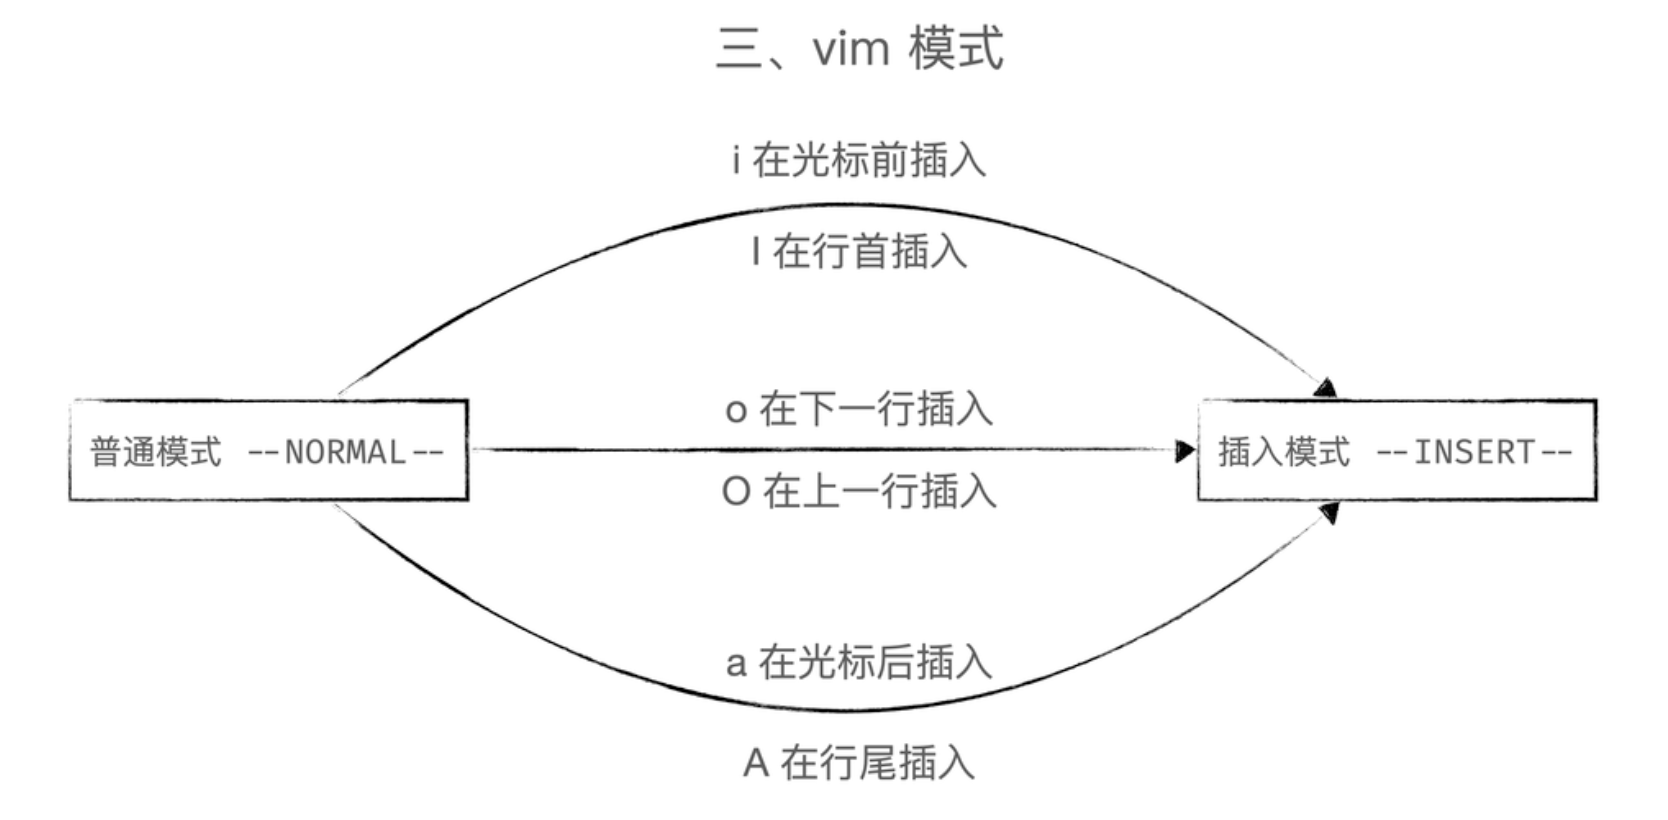 三、vim 模式
i 在光标前插入
I 在行首插入
o 在下一行插入
普通模式 --NORMAL--
插入模式 --INSERT--
O 在上一行插入
a 在光标后插入
A 在行尾插入